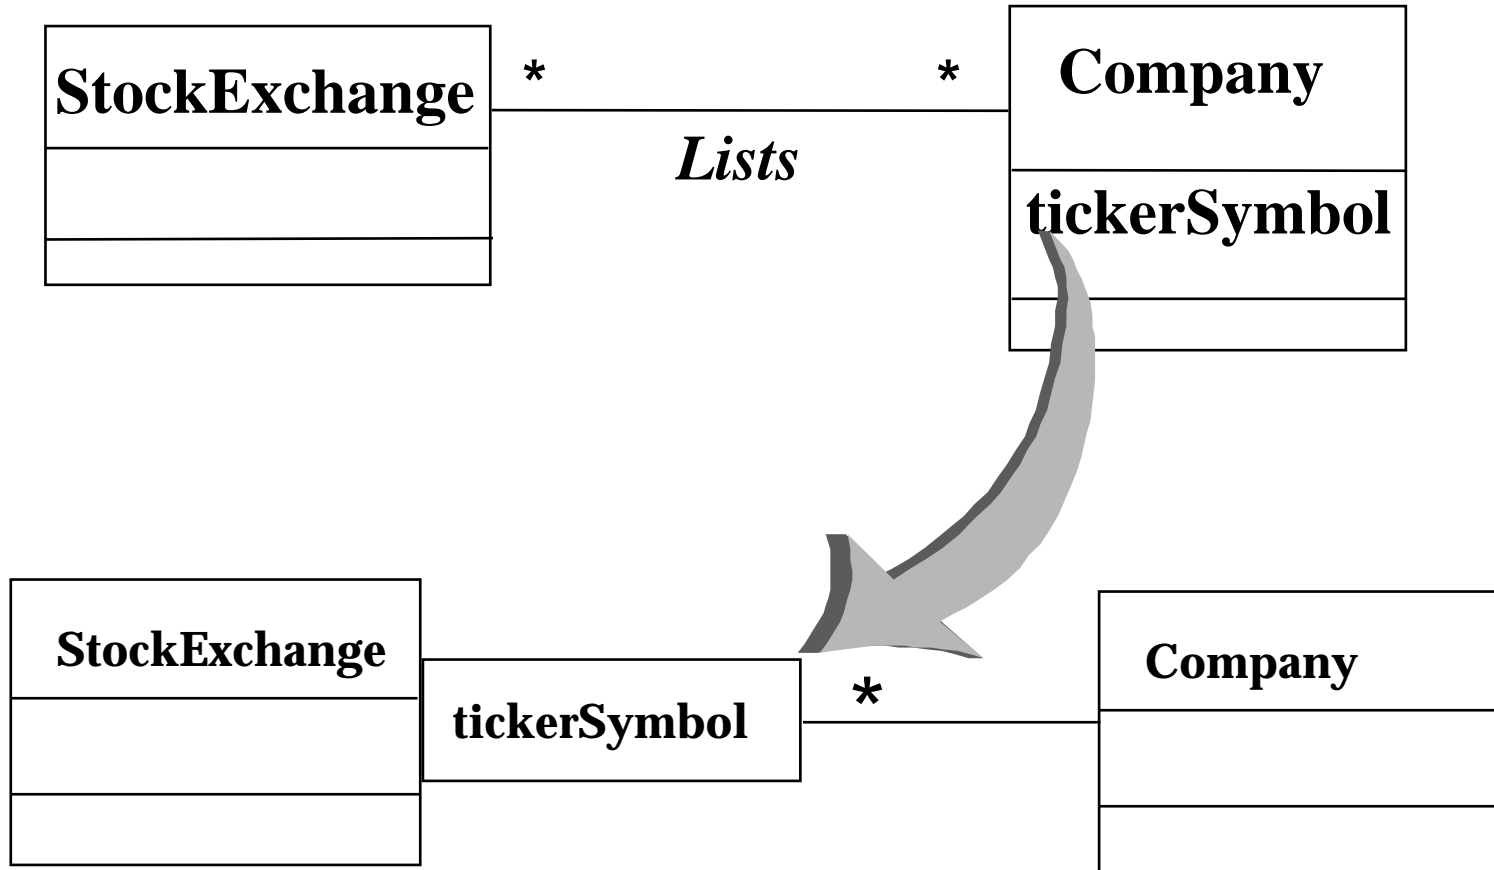 StockExchange
* *
Company
Lists
tickerSymbol
StockExchange
Company
*
tickerSymbol